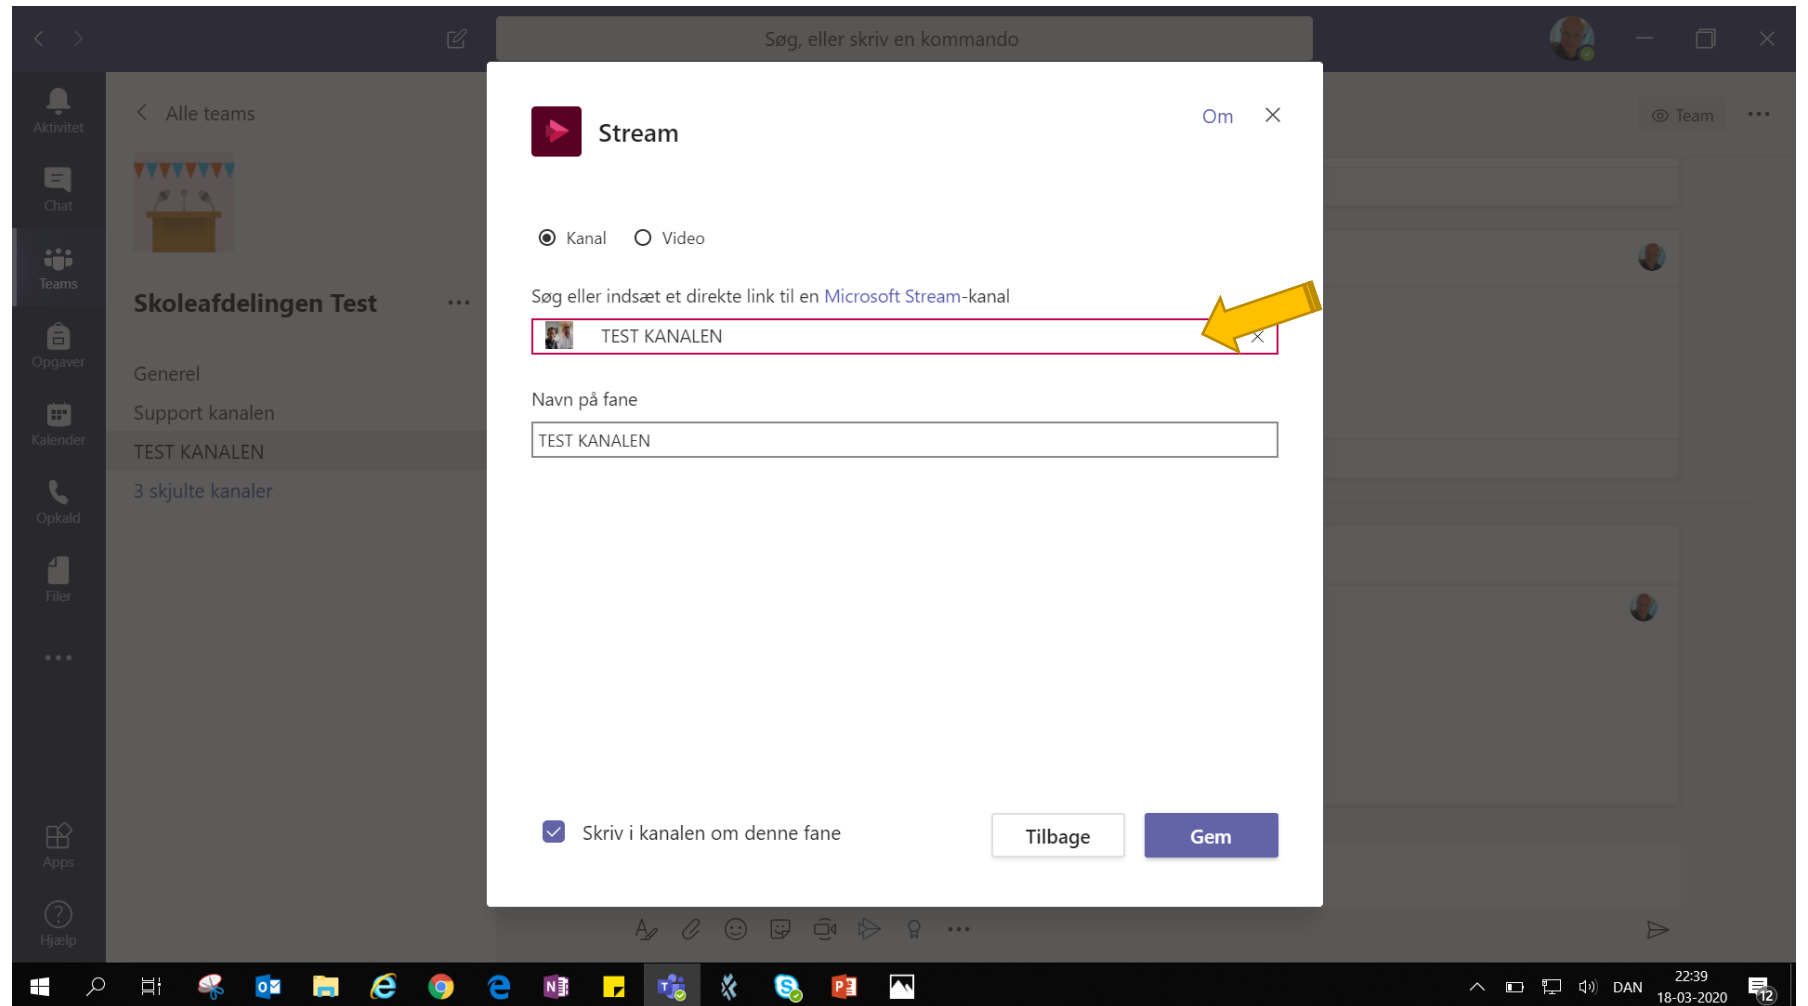 Søg, eller skriv en kommando
Aktivitet
Chat
Teams
Opgaver
Kalender
Opkald
Filer
Apps
Hjælp
Alle teams
Skoleafdelingen Test
Generel
Support kanalen
TEST KANALEN
3 skjulte kanaler
Team
Stream
Om
Kanal Video
Søg eller indsæt et direkte link til en Microsoft Stream-kanal
TEST KANALEN
Navn på fane
TEST KANALEN
Skriv i kanalen om denne fane
Tilbage
Gem
DAN
22:39
18-03-2020
12